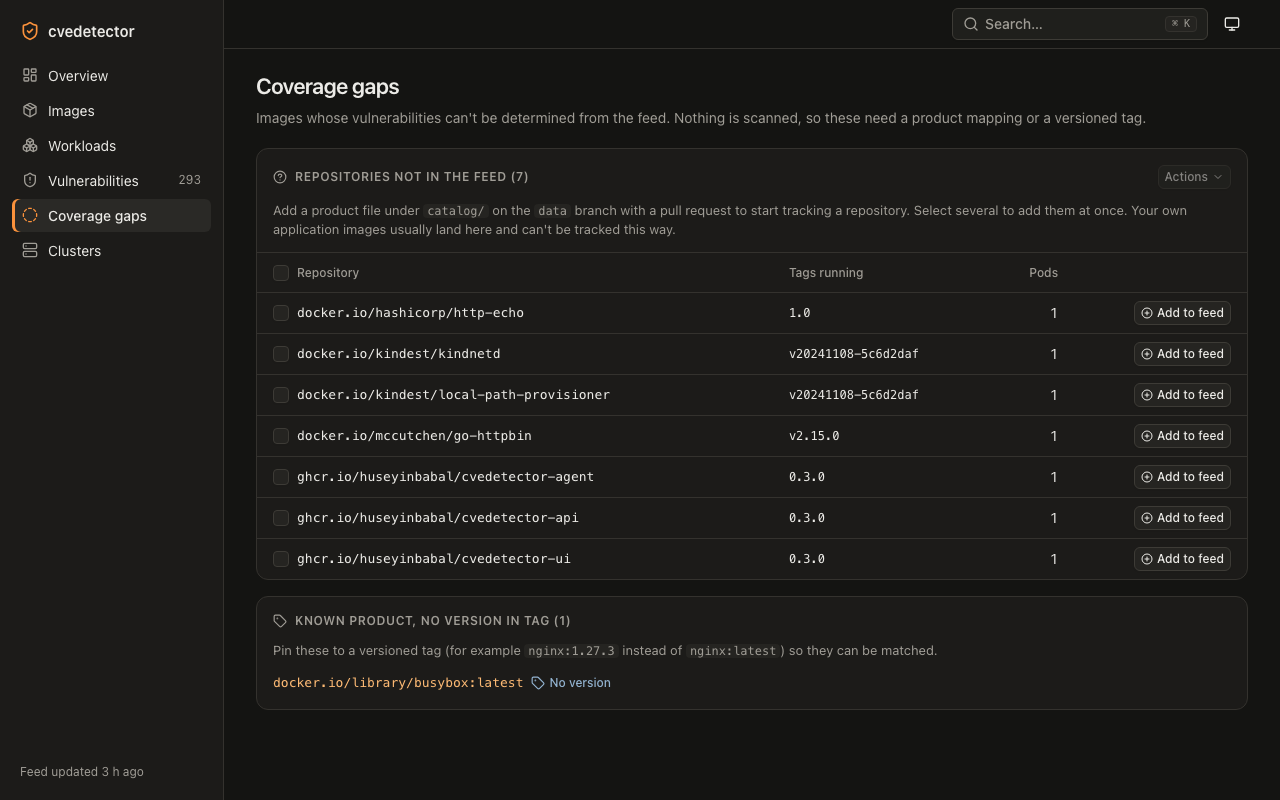 cvedetector
Search...
⌘ K
Overview
Images
Workloads
Vulnerabilities 293
Coverage gaps
Clusters
Feed updated 3 h ago
Coverage gaps
Images whose vulnerabilities can't be determined from the feed. Nothing is scanned, so these need a product mapping or a versioned tag.
REPOSITORIES NOT IN THE FEED (7)
Actions
Add a product file under catalog/ on the data branch with a pull request to start tracking a repository. Select several to add them at once. Your own
application images usually land here and can't be tracked this way.
Repository Tags running Pods
docker.io/hashicorp/http-echo 1.0 1 Add to feed
docker.io/kindest/kindnetd v20241108-5c6d2daf 1 Add to feed
docker.io/kindest/local-path-provisioner v20241108-5c6d2daf 1 Add to feed
docker.io/mccutchen/go-httpbin v2.15.0 1 Add to feed
ghcr.io/huseyinbabal/cvedetector-agent 0.3.0 1 Add to feed
ghcr.io/huseyinbabal/cvedetector-api 0.3.0 1 Add to feed
ghcr.io/huseyinbabal/cvedetector-ui 0.3.0 1 Add to feed
KNOWN PRODUCT, NO VERSION IN TAG (1)
Pin these to a versioned tag (for example nginx:1.27.3 instead of nginx:latest) so they can be matched.
docker.io/library/busybox:latest No version